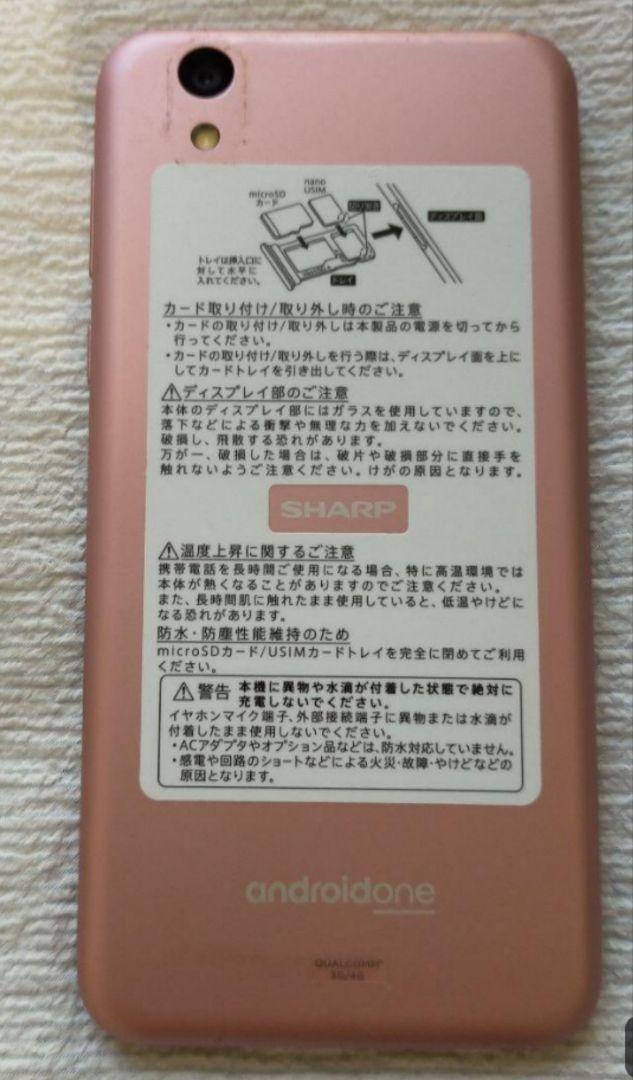 microSD
カード
nano
USIM
ディスプレイ面
トレイは挿入口に
対して水平に
入れてください。
トレイ
カード取り付け/取り外し時のご注意
・カードの取り付け/取り外しは本製品の電源を切ってから
行ってください。
・カードの取り付け/取り外しを行う際は、ディスプレイ面を上に
してカードトレイを引き出してください。
⚠ディスプレイ部のご注意
本体のディスプレイ部にはガラスを使用していますので、
落下などによる衝撃や無理な力を加えないでください。
破損し、飛散する恐れがあります。
万が一、破損した場合は、破片や破損部分に直接手を
触れないようご注意ください。けがの原因となります。
SHARP
⚠温度上昇に関するご注意
携帯電話を長時間ご使用になる場合、特に高温環境では
本体が熱くなることがありますのでご注意ください。
また、長時間肌に触れたまま使用していると、低温やけどに
なる恐れがあります。
防水・防塵性能維持のため
microSDカード/USIMカードトレイを完全に閉めてご利用
ください。
⚠警告 本機に異物や水滴が付着した状態で絶対に
充電しないでください。
イヤホンマイク端子、外部接続端子に異物または水滴が
付着したまま使用しないでください。
・ACアダプタやオプション品などは、防水対応していません。
・感電や回路のショートなどによる火災・故障・やけどなどの
原因となります。
androidone
QUALCOMM®
3G/4G